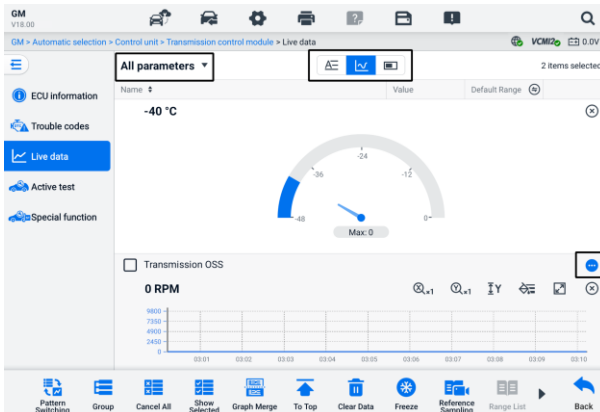 GM
V18.00
GM > Automatic selection > Control unit > Transmission control module > Live data
VCMI2 0.0V
All parameters
2 items selected
Name Value Default Range
ECU information
Trouble codes
Live data
Active test
Special function
-40 °C
-48
-36
-24
-12
0
Max: 0
Transmission OSS
0 RPM
×1 ×1
9800
7350
4900
2450
0
03:01 03:02 03:03 03:04 03:05 03:06 03:07 03:08 03:09 03:10
Pattern Switching
Group
Cancel All
Show Selected
Graph Merge
To Top
Clear Data
Freeze
Reference Sampling
Range List
Back